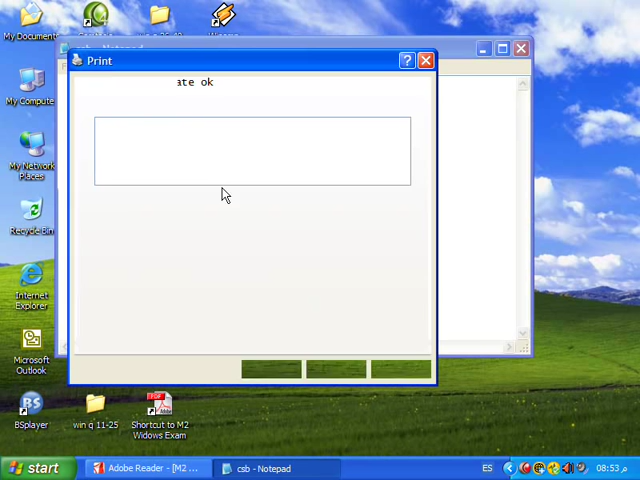 My Documents
Print
ate ok
My Compute
My Network
Places
Recycle Bin
Internet
Explorer
Microsoft
Outlook
BSplayer
win q 11-25
Shortcut to M2
Widows Exam
start
Adobe Reader - [M2 ...
csb - Notepad
ES
08:53 م